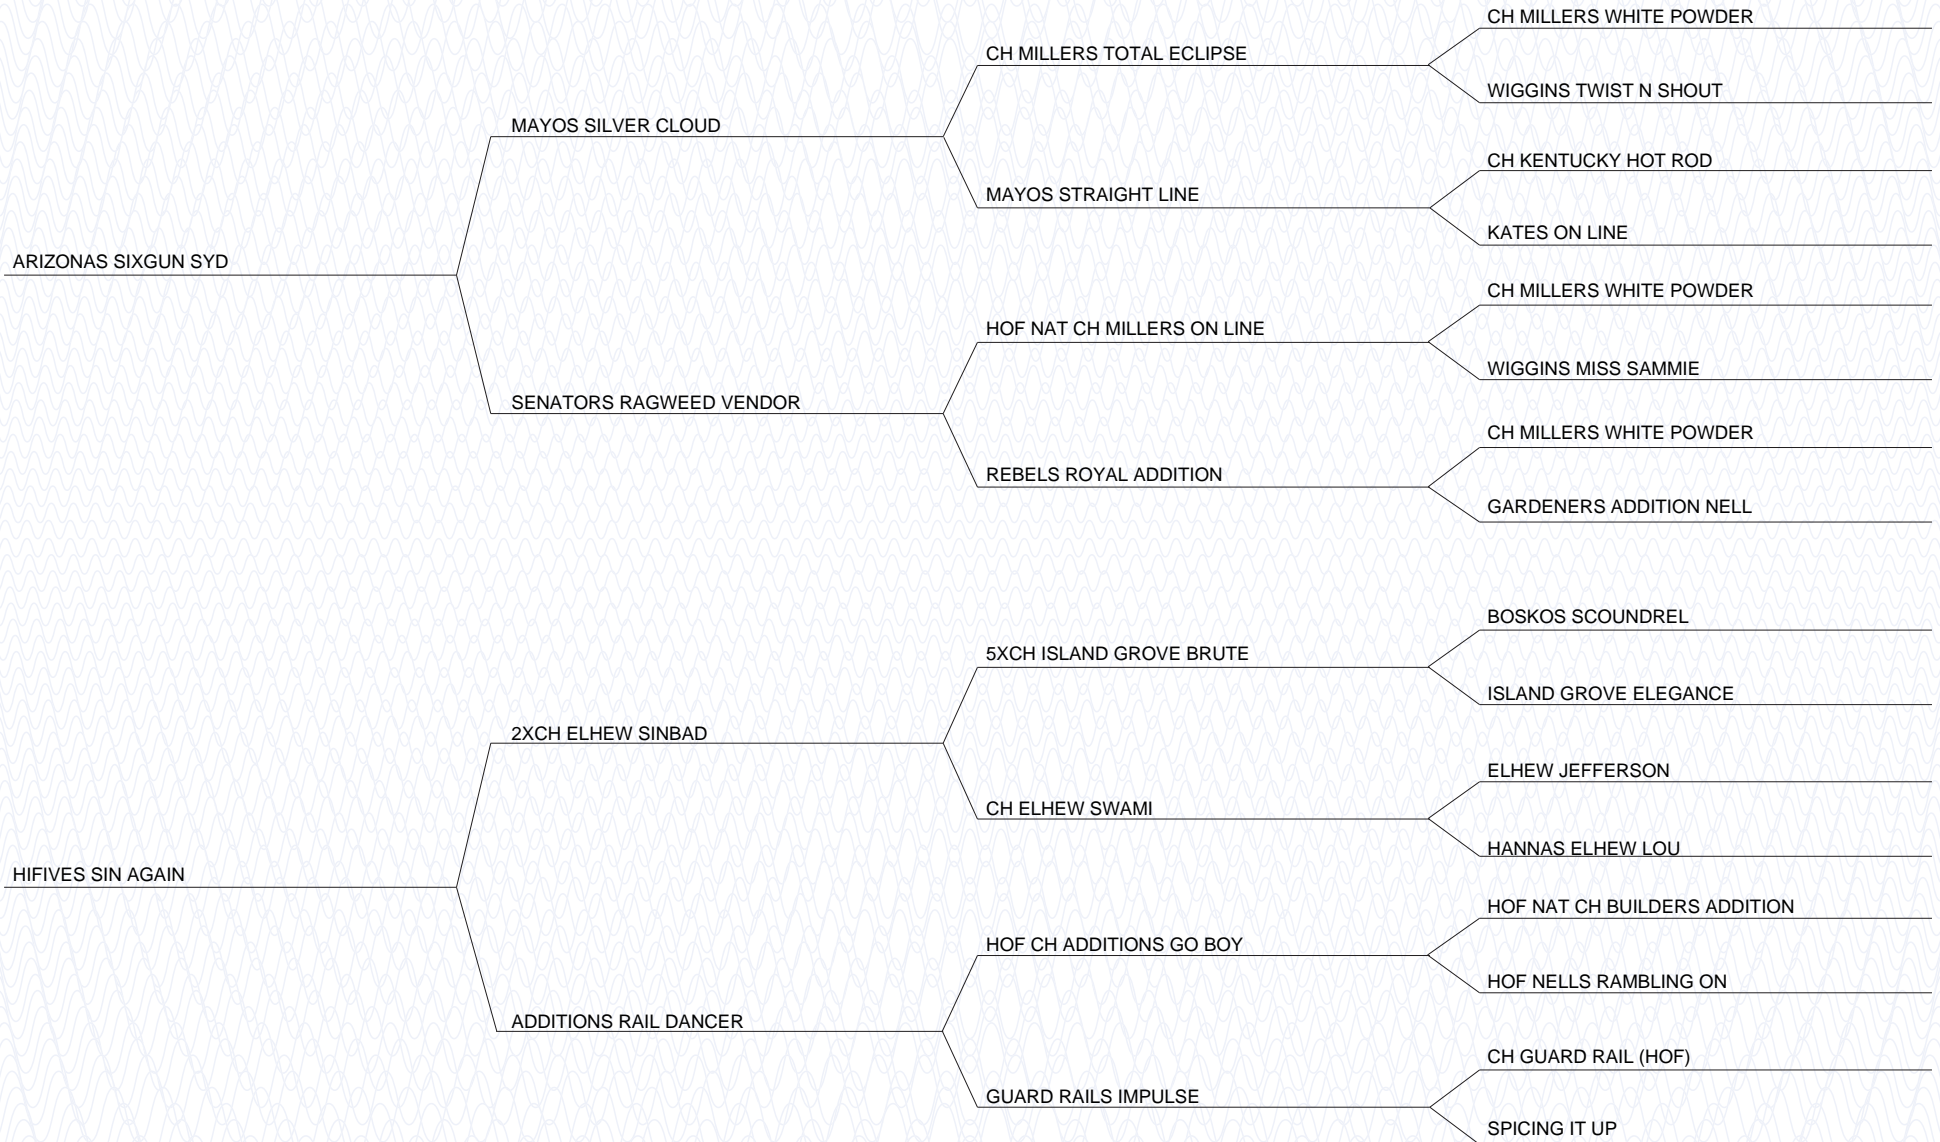 CH MILLERS WHITE POWDER
CH MILLERS TOTAL ECLIPSE
WIGGINS TWIST N SHOUT
MAYOS SILVER CLOUD
CH KENTUCKY HOT ROD
MAYOS STRAIGHT LINE
KATES ON LINE
ARIZONAS SIXGUN SYD
CH MILLERS WHITE POWDER
HOF NAT CH MILLERS ON LINE
WIGGINS MISS SAMMIE
SENATORS RAGWEED VENDOR
CH MILLERS WHITE POWDER
REBELS ROYAL ADDITION
GARDENERS ADDITION NELL
BOSKOS SCOUNDREL
5XCH ISLAND GROVE BRUTE
ISLAND GROVE ELEGANCE
2XCH ELHEW SINBAD
ELHEW JEFFERSON
CH ELHEW SWAMI
HANNAS ELHEW LOU
HIFIVES SIN AGAIN
HOF NAT CH BUILDERS ADDITION
HOF CH ADDITIONS GO BOY
HOF NELLS RAMBLING ON
ADDITIONS RAIL DANCER
CH GUARD RAIL (HOF)
GUARD RAILS IMPULSE
SPICING IT UP